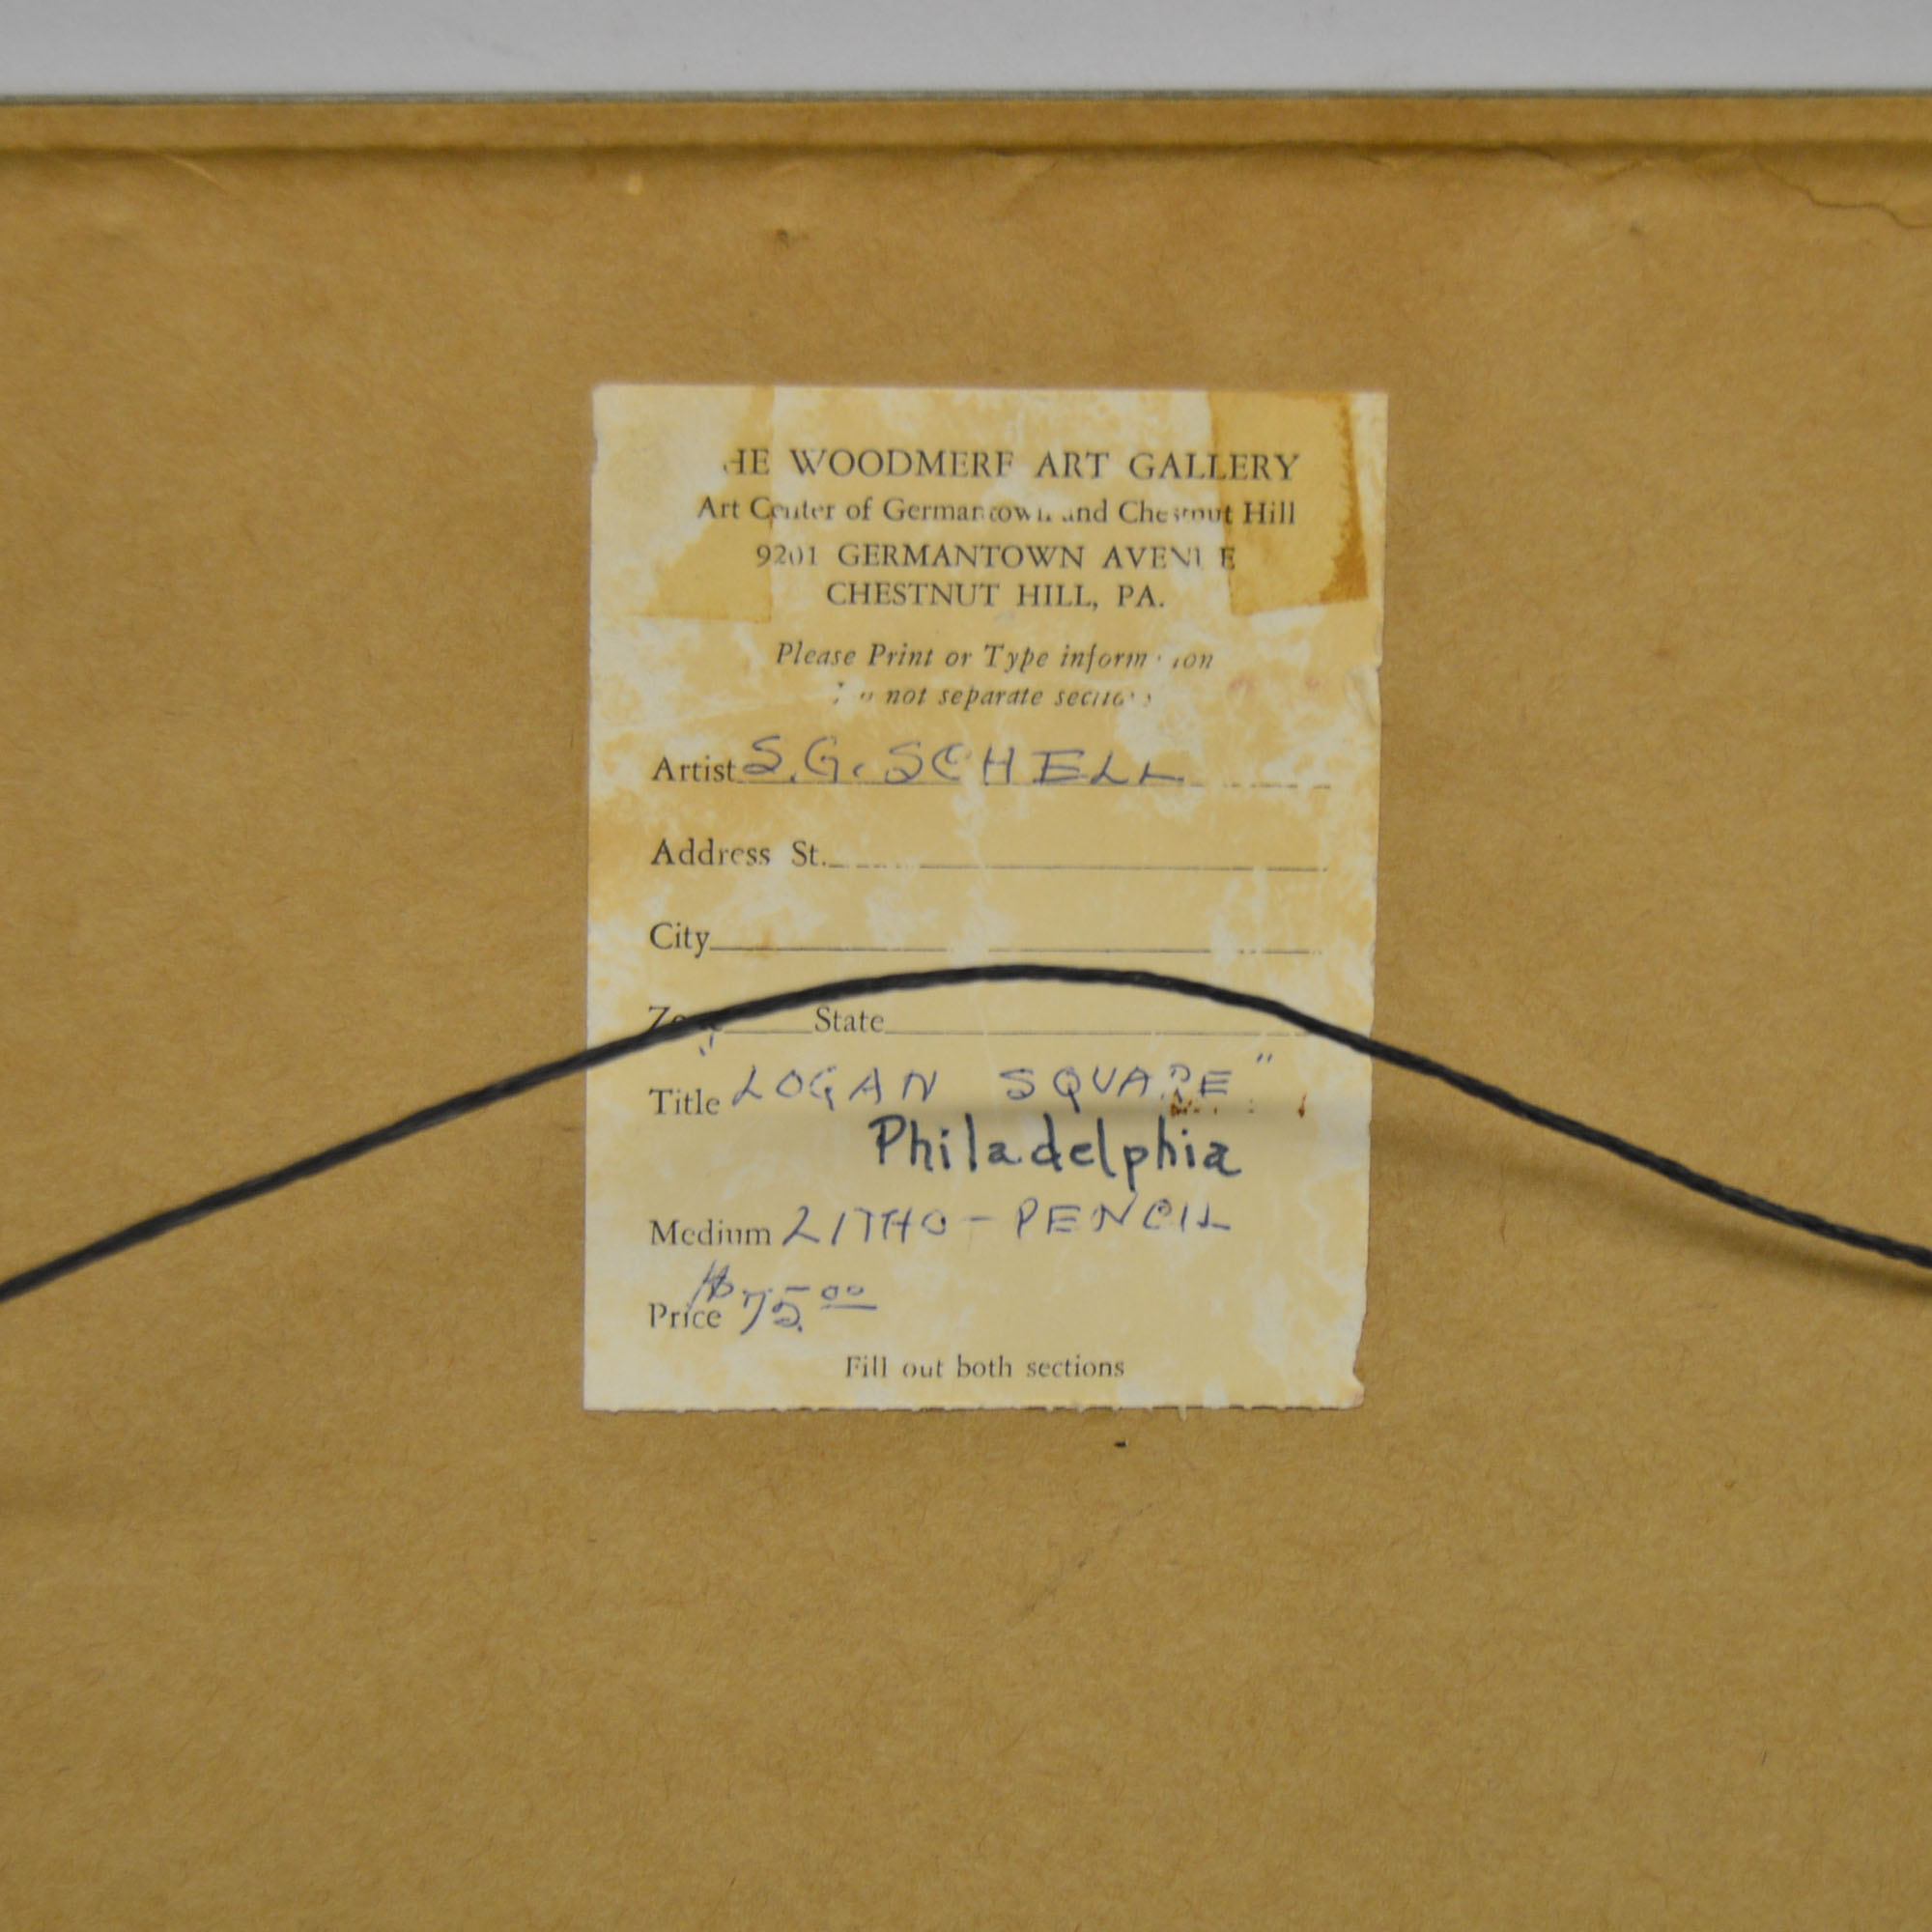 HE WOODMERE ART GALLERY
Art Center of Germantown and Chestnut Hill
9201 GERMANTOWN AVENUE
CHESTNUT HILL, PA.
Please Print or Type information
not separate sections
Artist S.G. SCHELL
Address St.
City
Zone State
Title "LOGAN SQUARE"
Philadelphia
Medium LITHO-PENCIL
Price $75.00
Fill out both sections